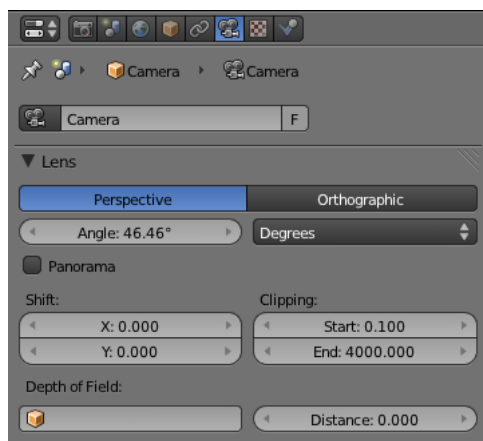 Camera Camera
Camera F
Lens
Perspective Orthographic
Angle: 46.46° Degrees
Panorama
Shift: Clipping:
X: 0.000 Start: 0.100
Y: 0.000 End: 4000.000
Depth of Field:
Distance: 0.000